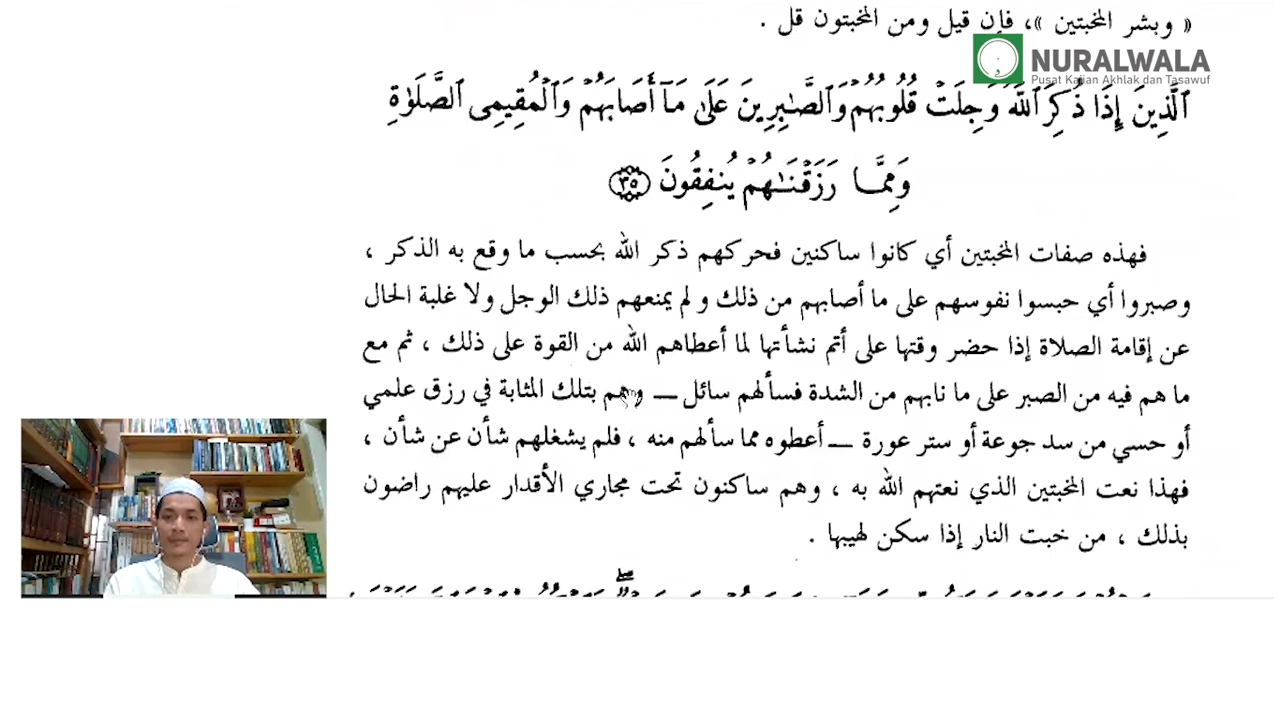 « وبشر المخبتين »، فإن قيل ومن المخبتون قل .
NURALWALA
Pusat Kajian Akhlak dan Tasawuf
ٱلَّذِينَ إِذَا ذُكِرَ ٱللَّهُ وَجِلَتْ قُلُوبُهُمْ وَٱلصَّـٰبِرِينَ عَلَىٰ مَآ أَصَابَهُمْ وَٱلْمُقِيمِى ٱلصَّلَوٰةِ
وَمِمَّا رَزَقْنَـٰهُمْ يُنفِقُونَ ٣٥
فهذه صفات المخبتين أي كانوا ساكنين فحركهم ذكر الله بحسب ما وقع به الذكر ،
وصبروا أي حبسوا نفوسهم على ما أصابهم من ذلك ولم يمنعهم ذلك الوجل ولا غلبة الحال
عن إقامة الصلاة إذا حضر وقتها على أتم نشأتها لما أعطاهم الله من القوة على ذلك ، ثم مع
ما هم فيه من الصبر على ما نابهم من الشدة فسألهم سائل ــ وهم بتلك المثابة في رزق علمي
أو حسي من سد جوعة أو ستر عورة ــ أعطوه مما سألهم منه ، فلم يشغلهم شأن عن شأن ،
فهذا نعت المخبتين الذي نعتهم الله به ، وهم ساكنون تحت مجاري الأقدار عليهم راضون
بذلك ، من خبت النار إذا سكن لهيبها .